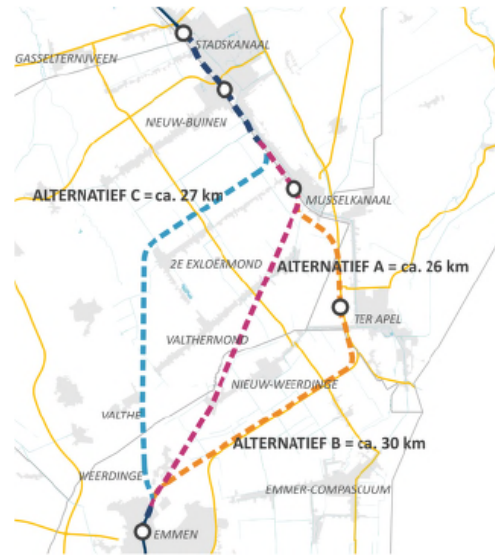 STADSKANAAL
GASSELTERNIJVEEN
NIEUW-BUINEN
ALTERNATIEF C = ca. 27 km
MUSSELKANAAL
2E EXLOËRMOND
ALTERNATIEF A = ca. 26 km
TER APEL
VALTHERMOND
NIEUW-WEERDINGE
VALTHE
ALTERNATIEF B = ca. 30 km
WEERDINGE
EMMER-COMPASCUUM
EMMEN